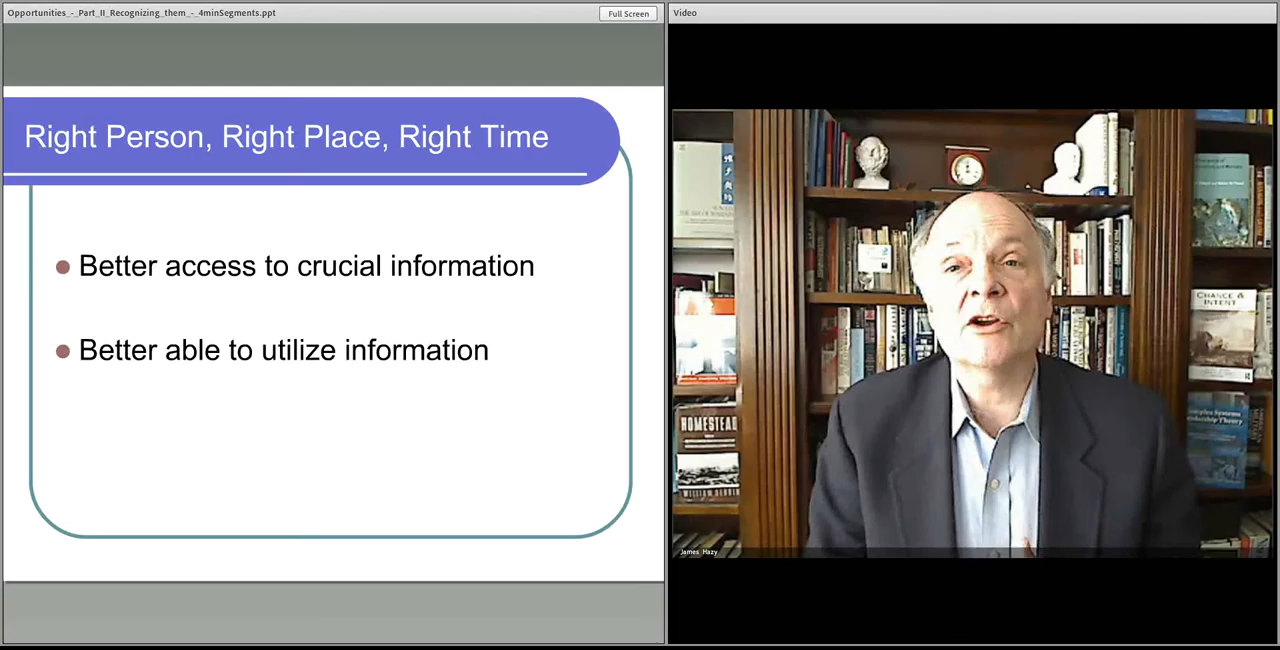 Opportunities_-_Part_II_Recognizing_them_-_4minSegments.ppt
Full Screen
Video
Right Person, Right Place, Right Time
Better access to crucial information
Better able to utilize information
CHANCE &
INTENT
HOMESTEAD
James Hazy